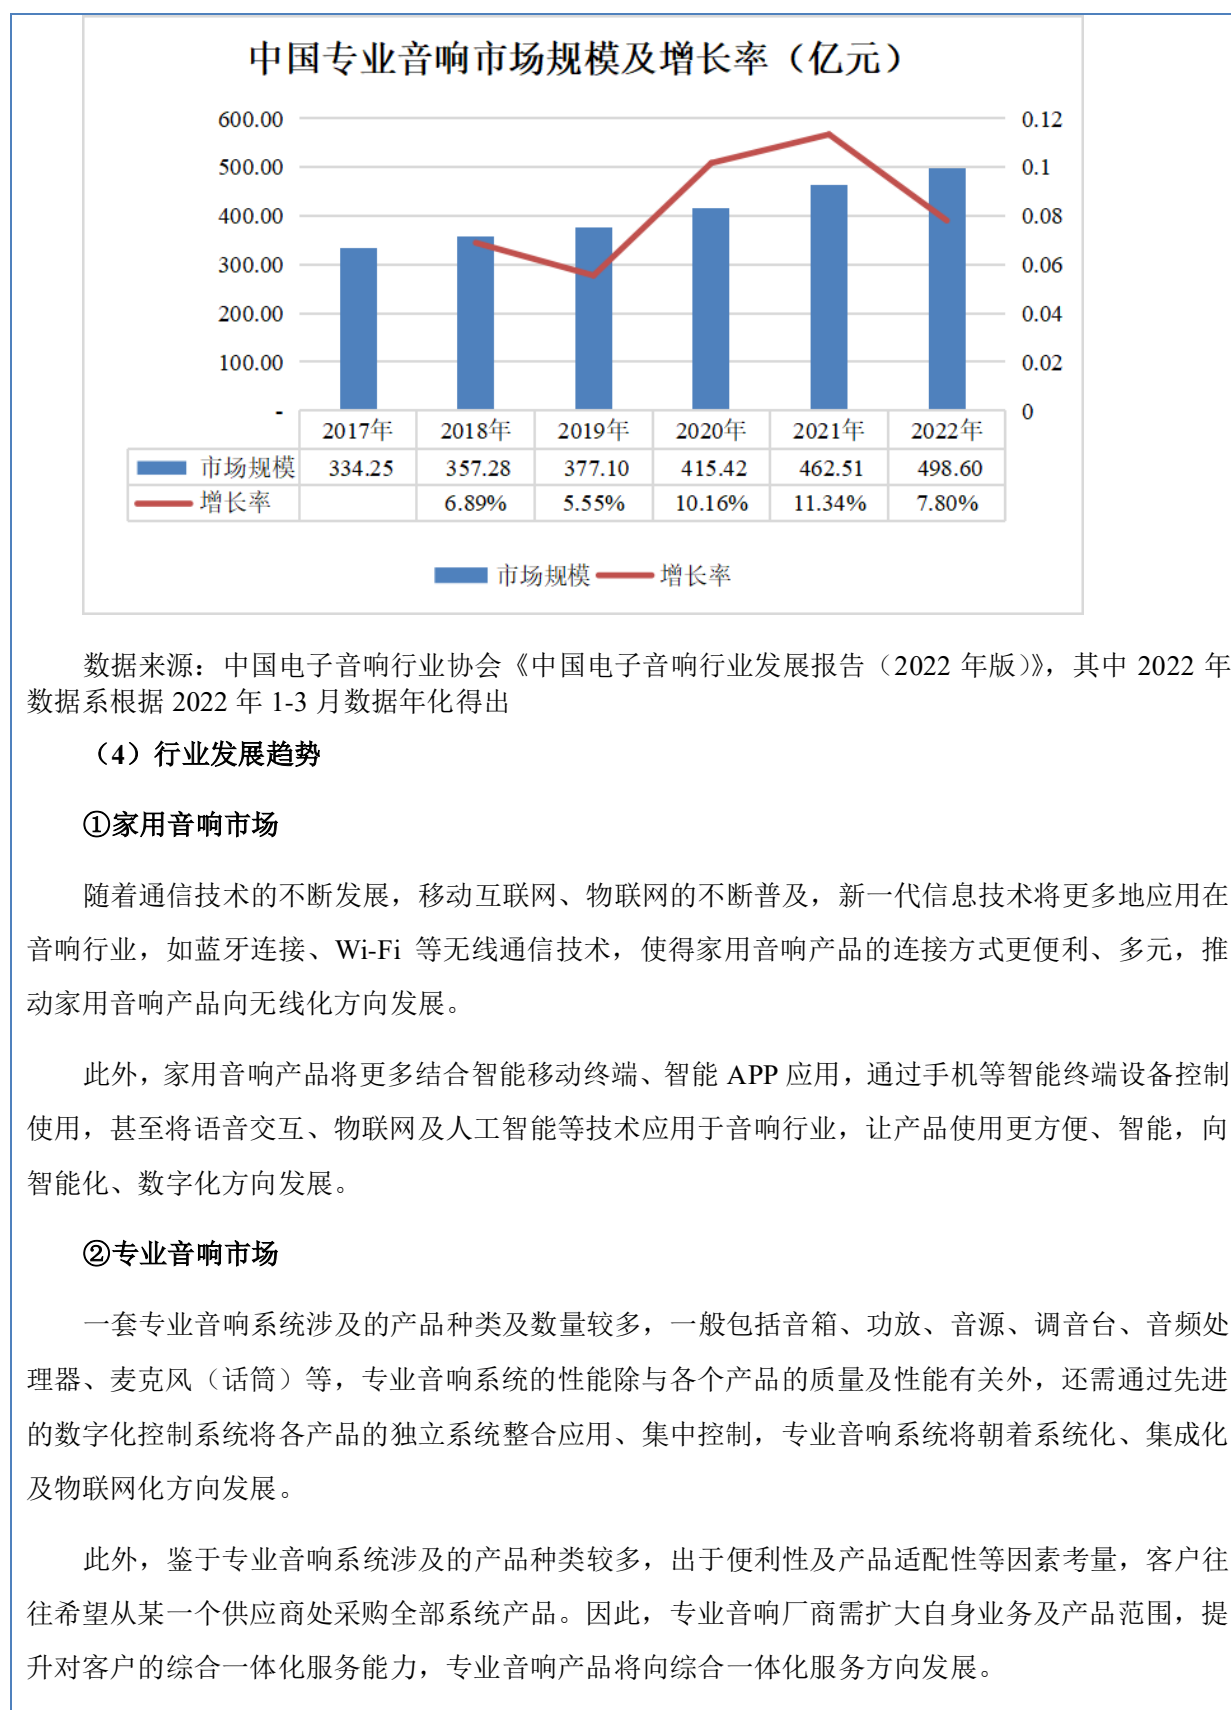 中国专业音响市场规模及增长率（亿元）
600.00 0.12
500.00 0.1
400.00 0.08
300.00 0.06
200.00 0.04
100.00 0.02
- 0
2017年 2018年 2019年 2020年 2021年 2022年
市场规模 334.25 357.28 377.10 415.42 462.51 498.60
增长率 6.89% 5.55% 10.16% 11.34% 7.80%
市场规模 增长率
数据来源：中国电子音响行业协会《中国电子音响行业发展报告（2022 年版）》，其中 2022 年
数据系根据 2022 年 1-3 月数据年化得出
（4）行业发展趋势
①家用音响市场
随着通信技术的不断发展，移动互联网、物联网的不断普及，新一代信息技术将更多地应用在
音响行业，如蓝牙连接、Wi-Fi 等无线通信技术，使得家用音响产品的连接方式更便利、多元，推
动家用音响产品向无线化方向发展。
此外，家用音响产品将更多结合智能移动终端、智能 APP 应用，通过手机等智能终端设备控制
使用，甚至将语音交互、物联网及人工智能等技术应用于音响行业，让产品使用更方便、智能，向
智能化、数字化方向发展。
②专业音响市场
一套专业音响系统涉及的产品种类及数量较多，一般包括音箱、功放、音源、调音台、音频处
理器、麦克风（话筒）等，专业音响系统的性能除与各个产品的质量及性能有关外，还需通过先进
的数字化控制系统将各产品的独立系统整合应用、集中控制，专业音响系统将朝着系统化、集成化
及物联网化方向发展。
此外，鉴于专业音响系统涉及的产品种类较多，出于便利性及产品适配性等因素考量，客户往
往希望从某一个供应商处采购全部系统产品。因此，专业音响厂商需扩大自身业务及产品范围，提
升对客户的综合一体化服务能力，专业音响产品将向综合一体化服务方向发展。